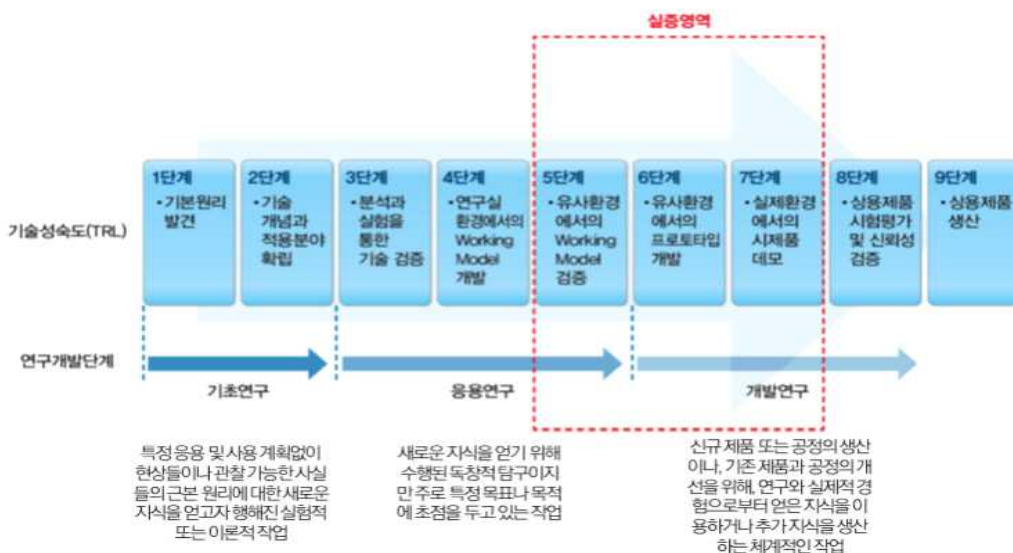 실증영역
기술성숙도(TRL)
1단계
• 기본원리
발견
2단계
• 기술
개념과
적용분야
확립
3단계
• 분석과
실험을
통한
기술 검증
4단계
• 연구실
환경에서의
Working
Model
개발
5단계
• 유사환경
에서의
Working
Model
검증
6단계
• 유사환경
에서의
프로토타입
개발
7단계
• 실제환경
에서의
시제품
데모
8단계
• 상용제품
시험평가
및 신뢰성
검증
9단계
• 상용제품
생산
연구개발단계
기초연구
응용연구
개발연구
특정 응용 및 사용 계획없이
현상들이나 관찰 가능한 사실
들의 근본 원리에 대한 새로운
지식을 얻고자 행해진 실험적
또는 이론적 작업
새로운 지식을 얻기 위해
수행된 독창적 탐구이지
만 주로 특정 목표나 목적
에 초점을 두고 있는 작업
신규 제품 또는 공정의 생산
이나, 기존 제품과 공정의 개
선을 위해, 연구와 실제적 경
험으로부터 얻은 지식을 이
용하거나 추가 지식을 생산
하는 체계적인 작업